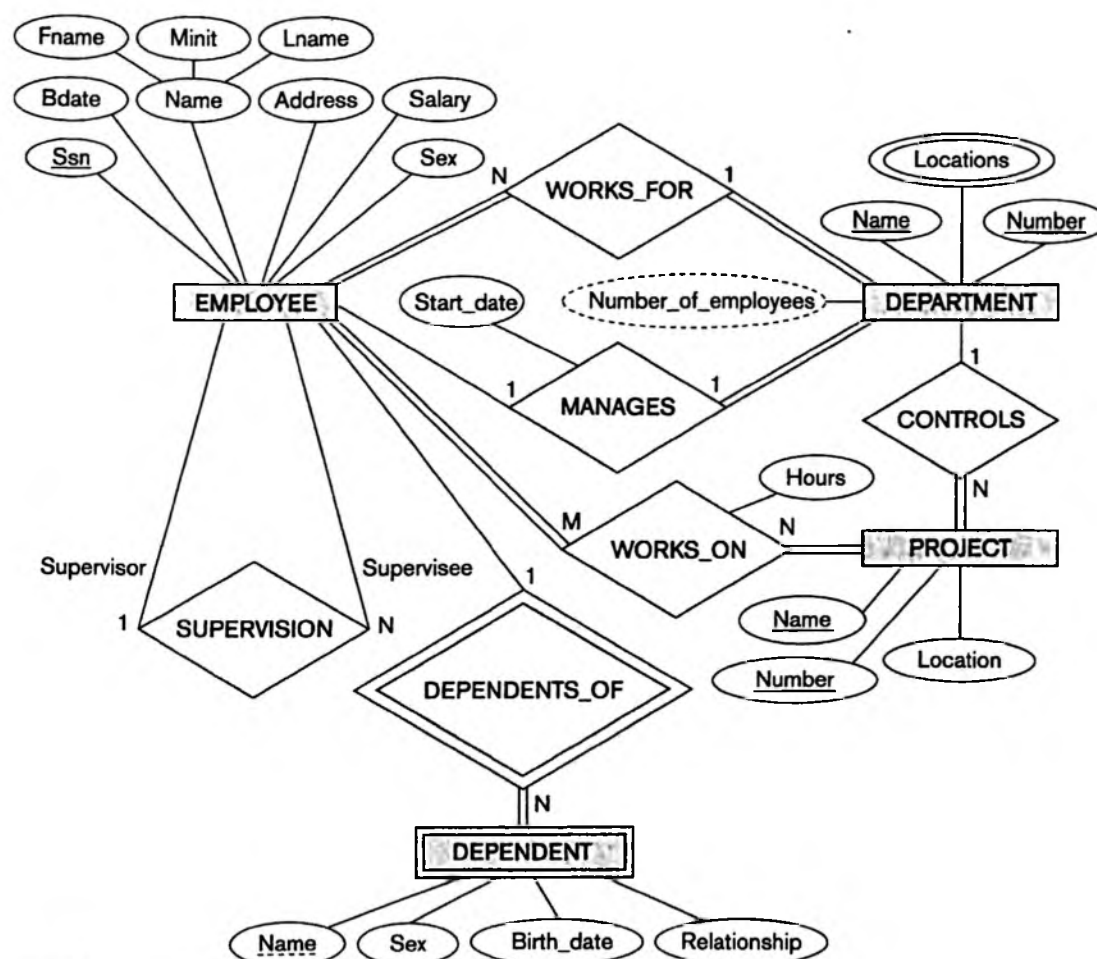 Fname Minit Lname
Bdate Name Address Salary
Ssn Sex
N WORKS_FOR 1
Locations
Name Number
EMPLOYEE
Start_date
Number_of_employees
DEPARTMENT
1 MANAGES 1
1
CONTROLS
N
Hours
M WORKS_ON N
PROJECT
Supervisor Supervisee
1 SUPERVISION N
1
Name
Number
Location
DEPENDENTS_OF
N
DEPENDENT
Name Sex Birth_date Relationship